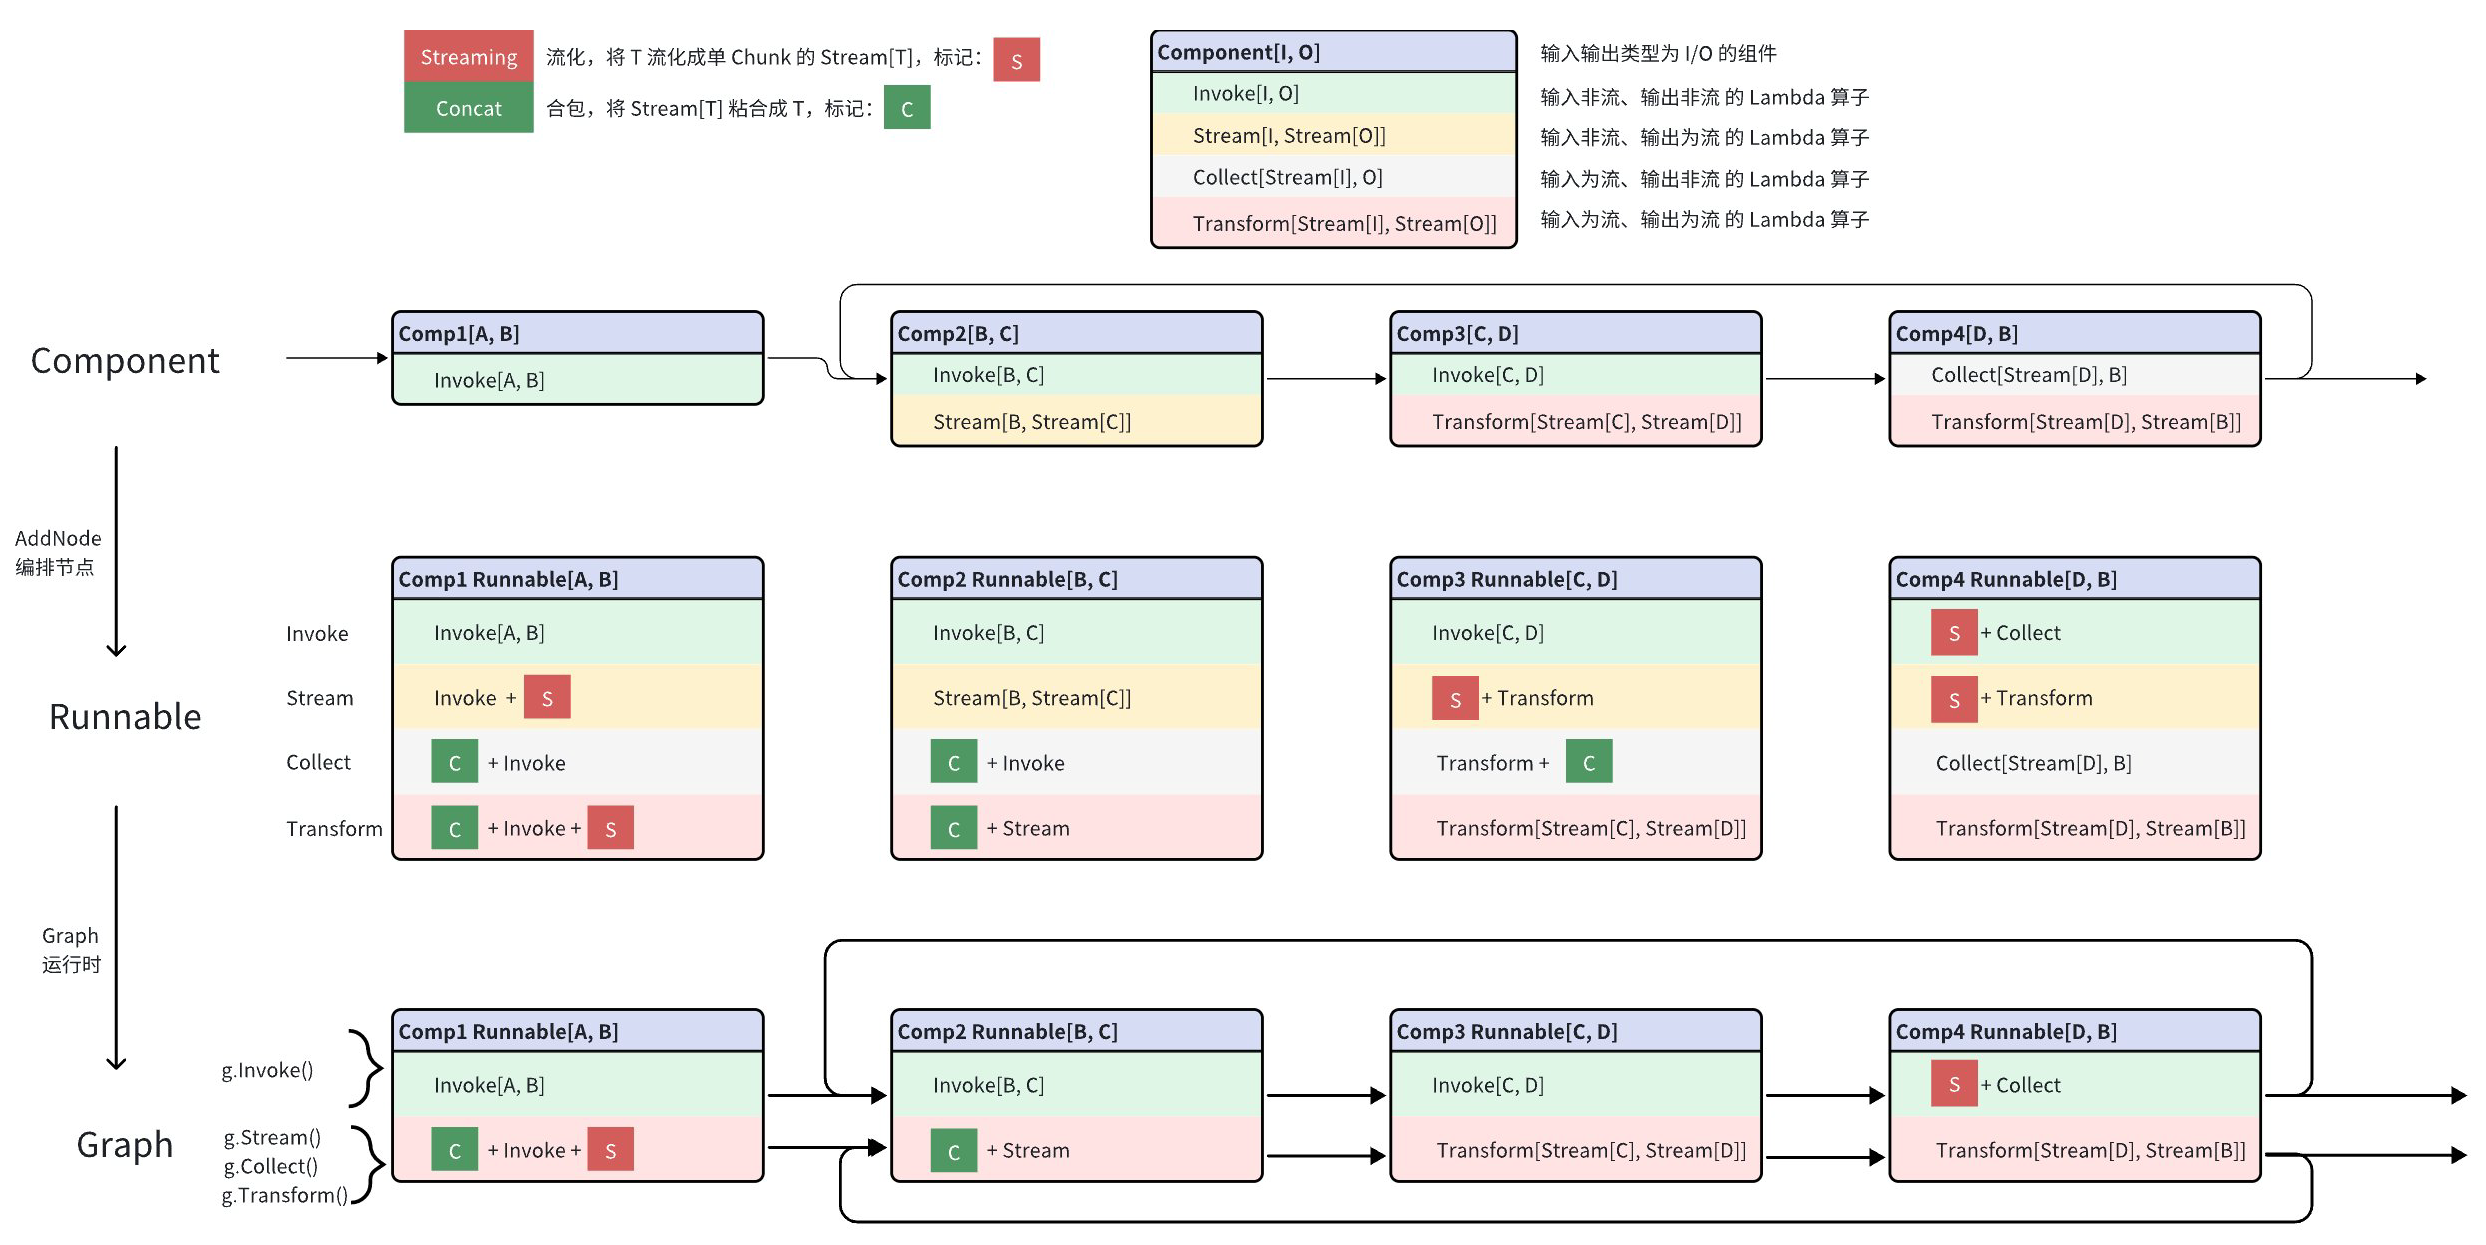 Streaming 流化，将 T 流化成单 Chunk 的 Stream[T]，标记： S
Concat 合包，将 Stream[T] 粘合成 T，标记： C
Component[I, O] 输入输出类型为 I/O 的组件
Invoke[I, O] 输入非流、输出非流 的 Lambda 算子
Stream[I, Stream[O]] 输入非流、输出为流 的 Lambda 算子
Collect[Stream[I], O] 输入为流、输出非流 的 Lambda 算子
Transform[Stream[I], Stream[O]] 输入为流、输出为流 的 Lambda 算子
Component
Comp1[A, B]
Invoke[A, B]
Comp2[B, C]
Invoke[B, C]
Stream[B, Stream[C]]
Comp3[C, D]
Invoke[C, D]
Transform[Stream[C], Stream[D]]
Comp4[D, B]
Collect[Stream[D], B]
Transform[Stream[D], Stream[B]]
AddNode
编排节点
Runnable
Invoke
Stream
Collect
Transform
Comp1 Runnable[A, B]
Invoke[A, B]
Invoke + S
C + Invoke
C + Invoke + S
Comp2 Runnable[B, C]
Invoke[B, C]
Stream[B, Stream[C]]
C + Invoke
C + Stream
Comp3 Runnable[C, D]
Invoke[C, D]
S + Transform
Transform + C
Transform[Stream[C], Stream[D]]
Comp4 Runnable[D, B]
S + Collect
S + Transform
Collect[Stream[D], B]
Transform[Stream[D], Stream[B]]
Graph
运行时
Graph
g.Invoke()
g.Stream()
g.Collect()
g.Transform()
Comp1 Runnable[A, B]
Invoke[A, B]
C + Invoke + S
Comp2 Runnable[B, C]
Invoke[B, C]
C + Stream
Comp3 Runnable[C, D]
Invoke[C, D]
Transform[Stream[C], Stream[D]]
Comp4 Runnable[D, B]
S + Collect
Transform[Stream[D], Stream[B]]